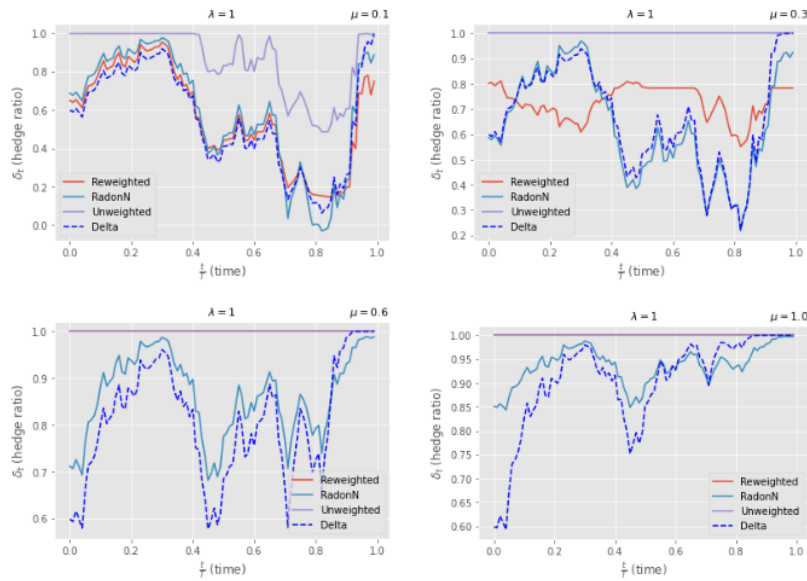 λ = 1 μ = 0.1
1.0
0.8
0.6
0.4
0.2
0.0
δt (hedge ratio)
Reweighted
RadonN
Unweighted
Delta
0.0 0.2 0.4 0.6 0.8 1.0
t/T (time)
λ = 1 μ = 0.3
1.0
0.9
0.8
0.7
0.6
0.5
0.4
0.3
0.2
δt (hedge ratio)
Reweighted
RadonN
Unweighted
Delta
0.0 0.2 0.4 0.6 0.8 1.0
t/T (time)
λ = 1 μ = 0.6
1.0
0.9
0.8
0.7
0.6
δt (hedge ratio)
Reweighted
RadonN
Unweighted
Delta
0.0 0.2 0.4 0.6 0.8 1.0
t/T (time)
λ = 1 μ = 1.0
1.00
0.95
0.90
0.85
0.80
0.75
0.70
0.65
0.60
δt (hedge ratio)
Reweighted
RadonN
Unweighted
Delta
0.0 0.2 0.4 0.6 0.8 1.0
t/T (time)